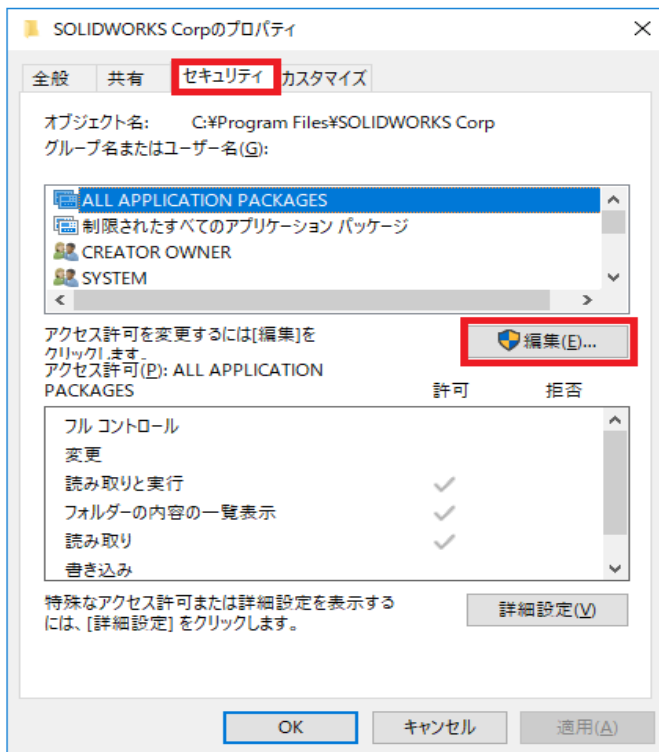 SOLIDWORKS Corpのプロパティ
全般 共有 セキュリティ カスタマイズ
オブジェクト名: C:¥Program Files¥SOLIDWORKS Corp
グループ名またはユーザー名(G):
ALL APPLICATION PACKAGES
制限されたすべてのアプリケーション パッケージ
CREATOR OWNER
SYSTEM
アクセス許可を変更するには[編集]を
クリックします。
編集(E)...
アクセス許可(P): ALL APPLICATION
PACKAGES 許可 拒否
フル コントロール
変更
読み取りと実行
フォルダーの内容の一覧表示
読み取り
書き込み
特殊なアクセス許可または詳細設定を表示する
には、[詳細設定] をクリックします。
詳細設定(V)
OK キャンセル 適用(A)